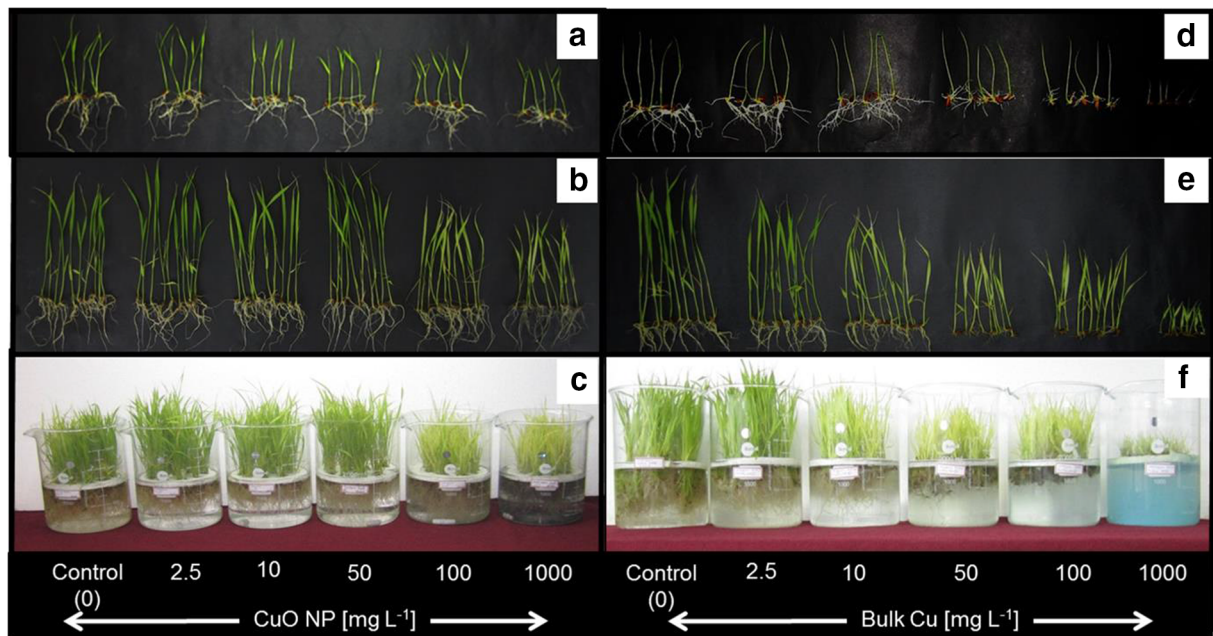 a
d
b
e
c
f
Control 2.5 10 50 100 1000
(0)
CuO NP [mg L⁻¹]
Control 2.5 10 50 100 1000
(0)
Bulk Cu [mg L⁻¹]